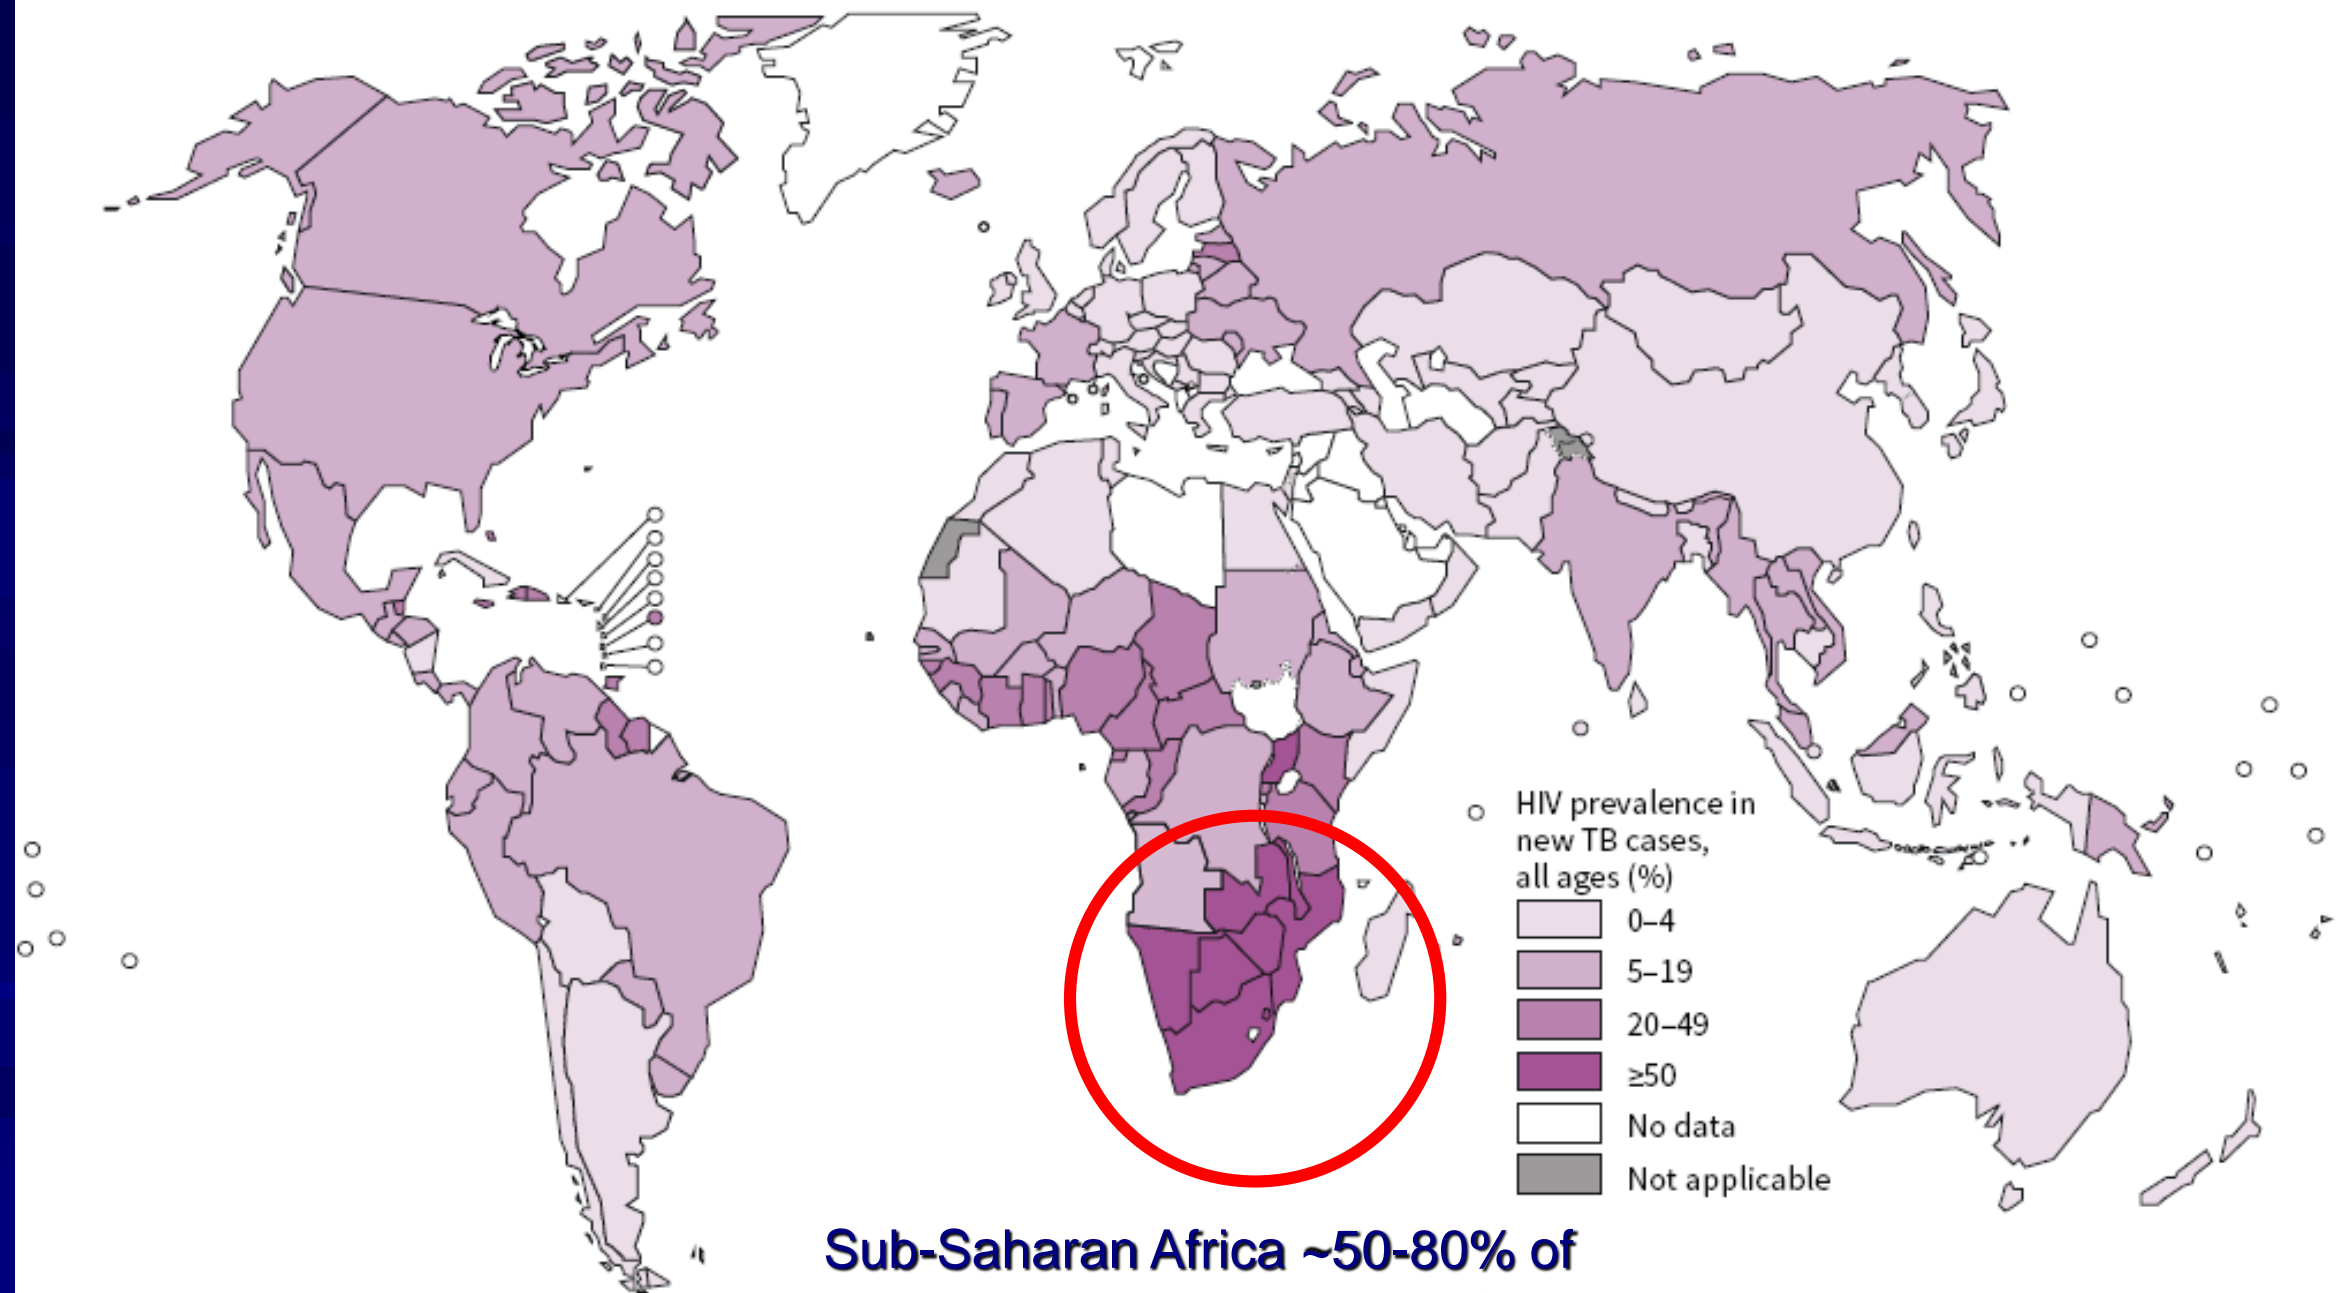 HIV prevalence in
new TB cases,
all ages (%)
0–4
5–19
20–49
≥50
No data
Not applicable
Sub-Saharan Africa ~50-80% of